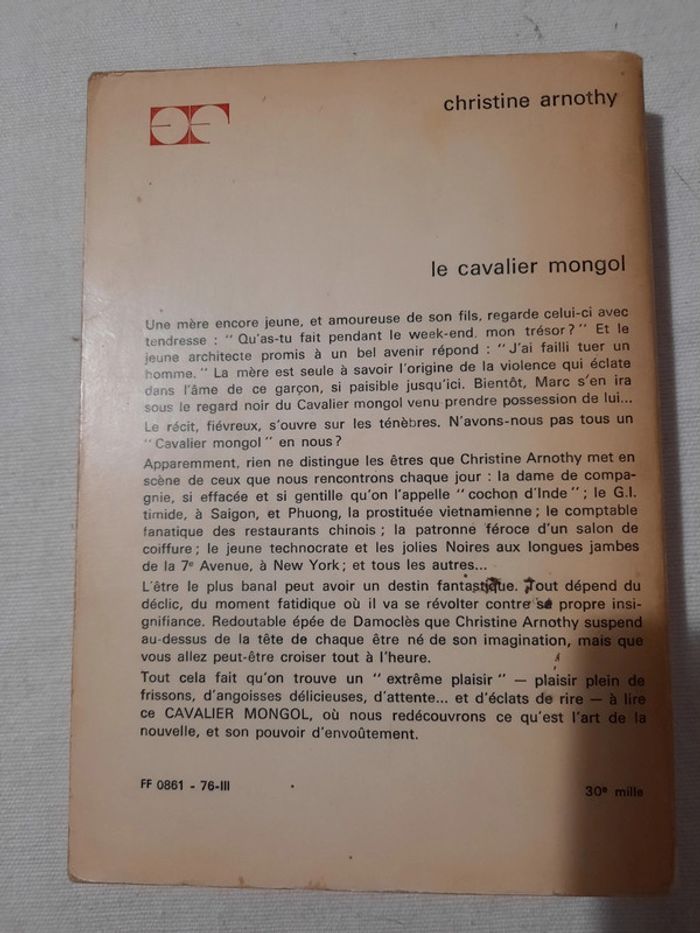 christine arnothy
le cavalier mongol
Une mère encore jeune, et amoureuse de son fils, regarde celui-ci avec
tendresse : "Qu'as-tu fait pendant le week-end, mon trésor?" Et le
jeune architecte promis à un bel avenir répond : "J'ai failli tuer un
homme." La mère est seule à savoir l'origine de la violence qui éclate
dans l'âme de ce garçon, si paisible jusqu'ici. Bientôt, Marc s'en ira
sous le regard noir du Cavalier mongol venu prendre possession de lui...
Le récit, fiévreux, s'ouvre sur les ténèbres. N'avons-nous pas tous un
"Cavalier mongol" en nous?
Apparemment, rien ne distingue les êtres que Christine Arnothy met en
scène de ceux que nous rencontrons chaque jour : la dame de compa-
gnie, si effacée et si gentille qu'on l'appelle "cochon d'Inde"; le G.I.
timide, à Saigon, et Phuong, la prostituée vietnamienne; le comptable
fanatique des restaurants chinois; la patronne féroce d'un salon de
coiffure; le jeune technocrate et les jolies Noires aux longues jambes
de la 7e Avenue, à New York; et tous les autres...
L'être le plus banal peut avoir un destin fantastique. Tout dépend du
déclic, du moment fatidique où il va se révolter contre sa propre insi-
gnifiance. Redoutable épée de Damoclès que Christine Arnothy suspend
au-dessus de la tête de chaque être né de son imagination, mais que
vous allez peut-être croiser tout à l'heure.
Tout cela fait qu'on trouve un "extrême plaisir" — plaisir plein de
frissons, d'angoisses délicieuses, d'attente... et d'éclats de rire — à lire
ce CAVALIER MONGOL, où nous redécouvrons ce qu'est l'art de la
nouvelle, et son pouvoir d'envoûtement.
FF 0861 - 76-III
30e mille